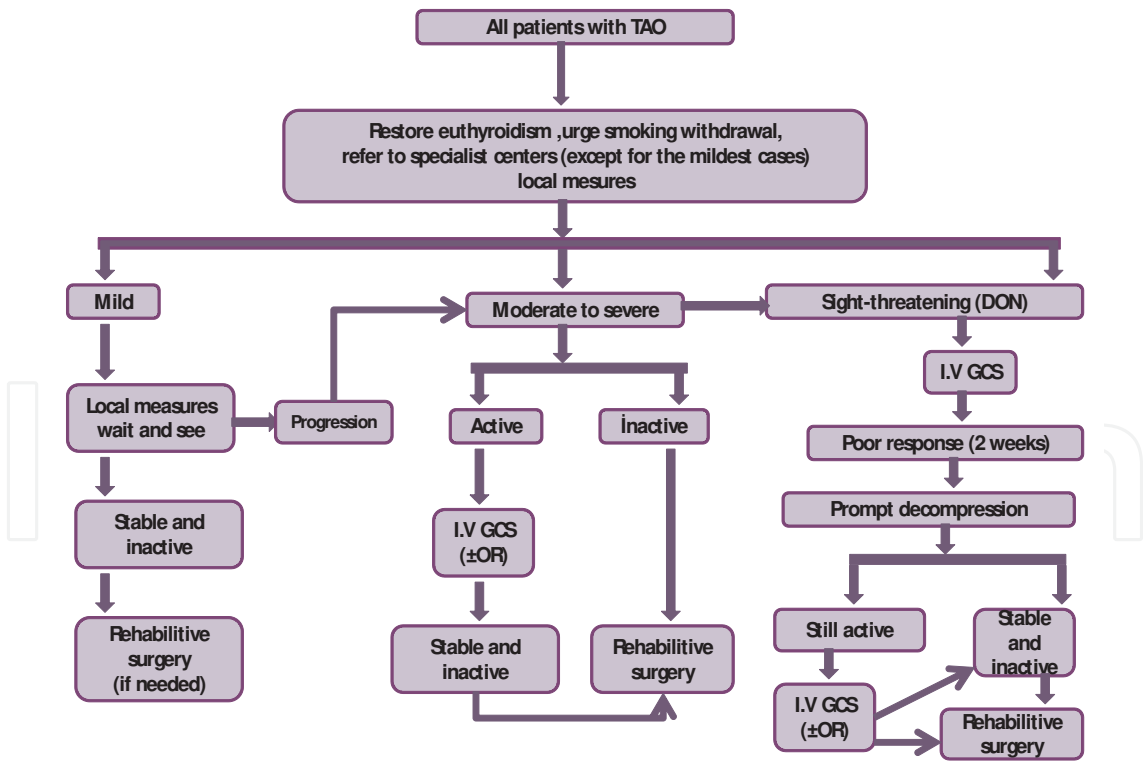 All patients with TAO
Restore euthyroidism ,urge smoking withdrawal,
refer to specialist centers (except for the mildest cases)
local mesures
Mild
Moderate to severe
Sight-threatening (DON)
I.V GCS
Local measures
wait and see
Progression
Active
İnactive
Poor response (2 weeks)
Prompt decompression
Stable and
inactive
I.V GCS
(±OR)
Rehabilitive
surgery
(if needed)
Stable and
inactive
Rehabilitive
surgery
Still active
Stable
and
inactive
I.V GCS
(±OR)
Rehabilitive
surgery